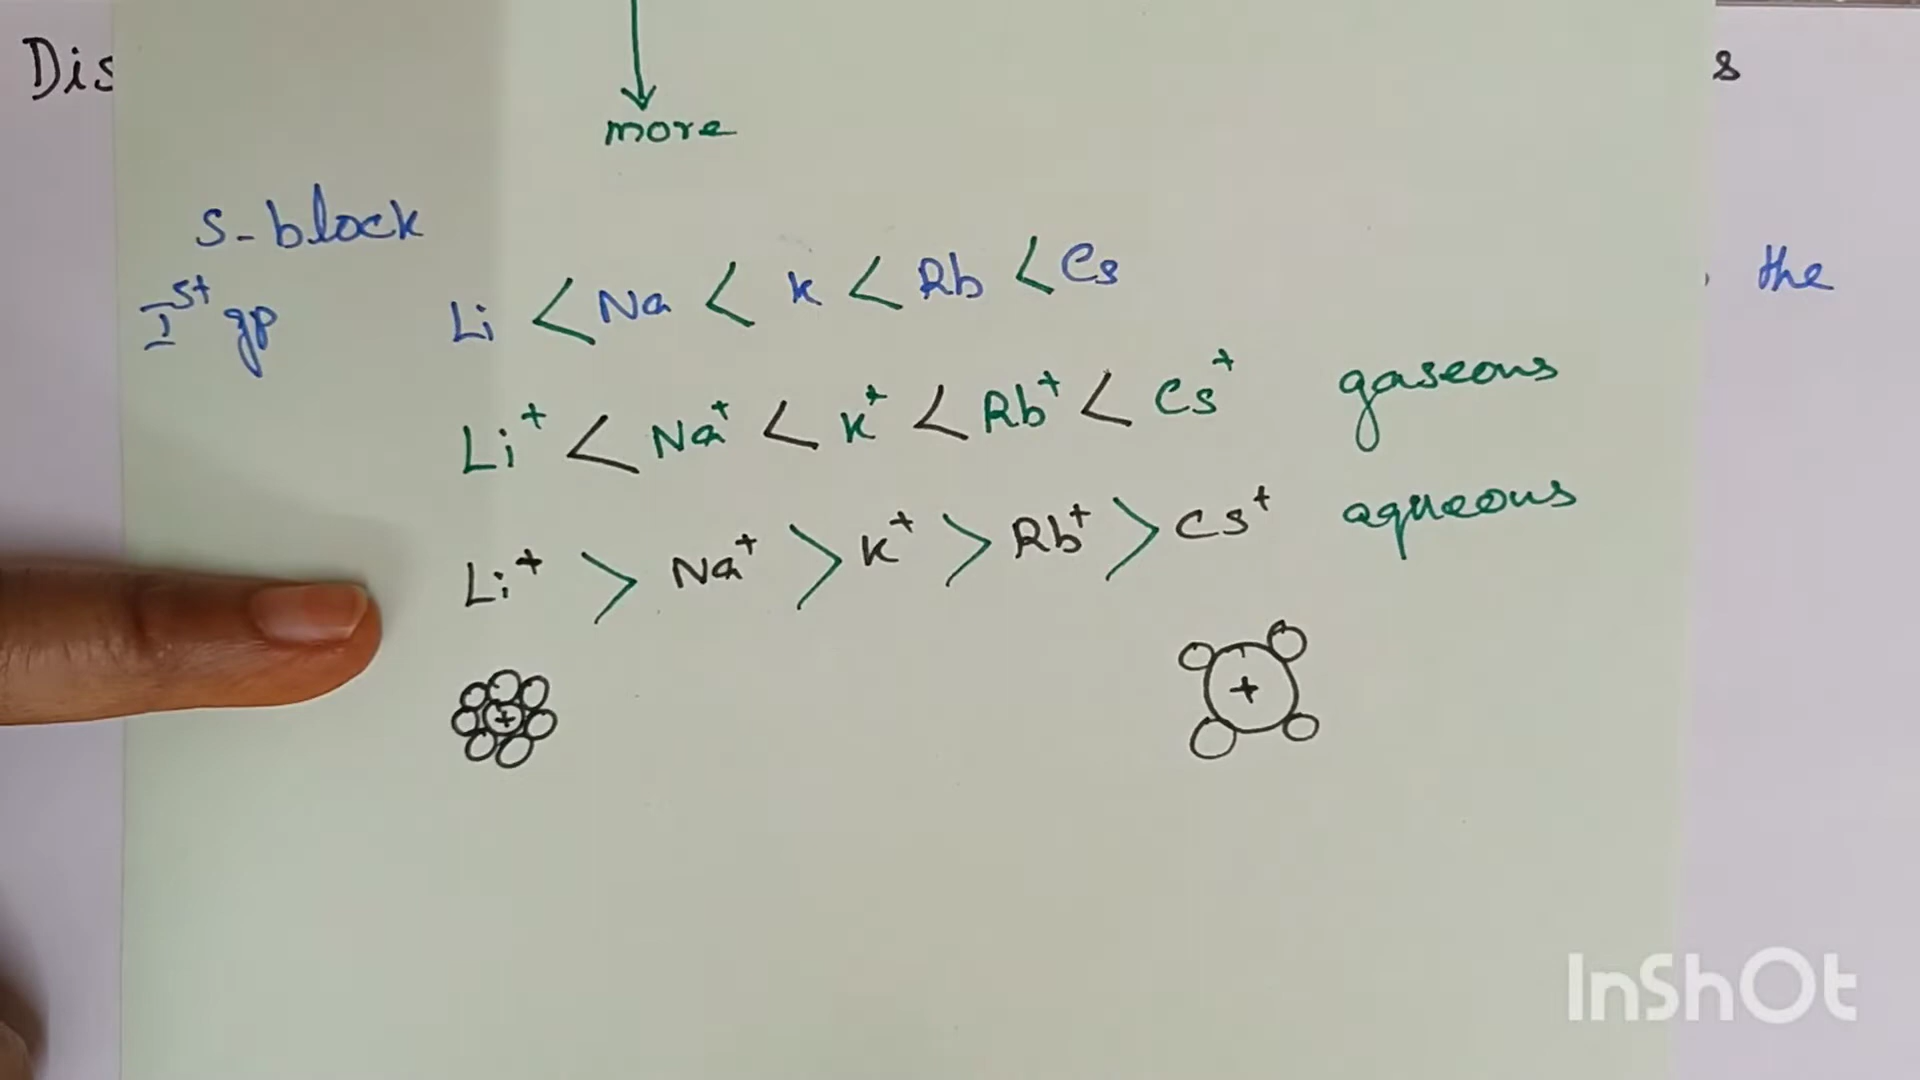 Dis
s
more
s-block
Ist gp
Li < Na < K < Rb < Cs
the
Li+ < Na+ < K+ < Rb+ < Cs+ gaseous
Li+ > Na+ > K+ > Rb+ > Cs+ aqueous
+
+
InShOt